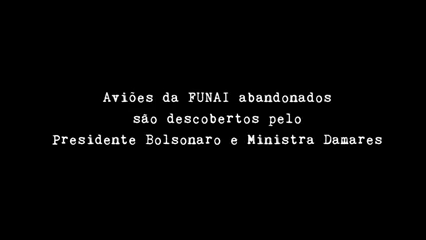 Aviões da FUNAI abandonados
são descobertos pelo
Presidente Bolsonaro e Ministra Damares